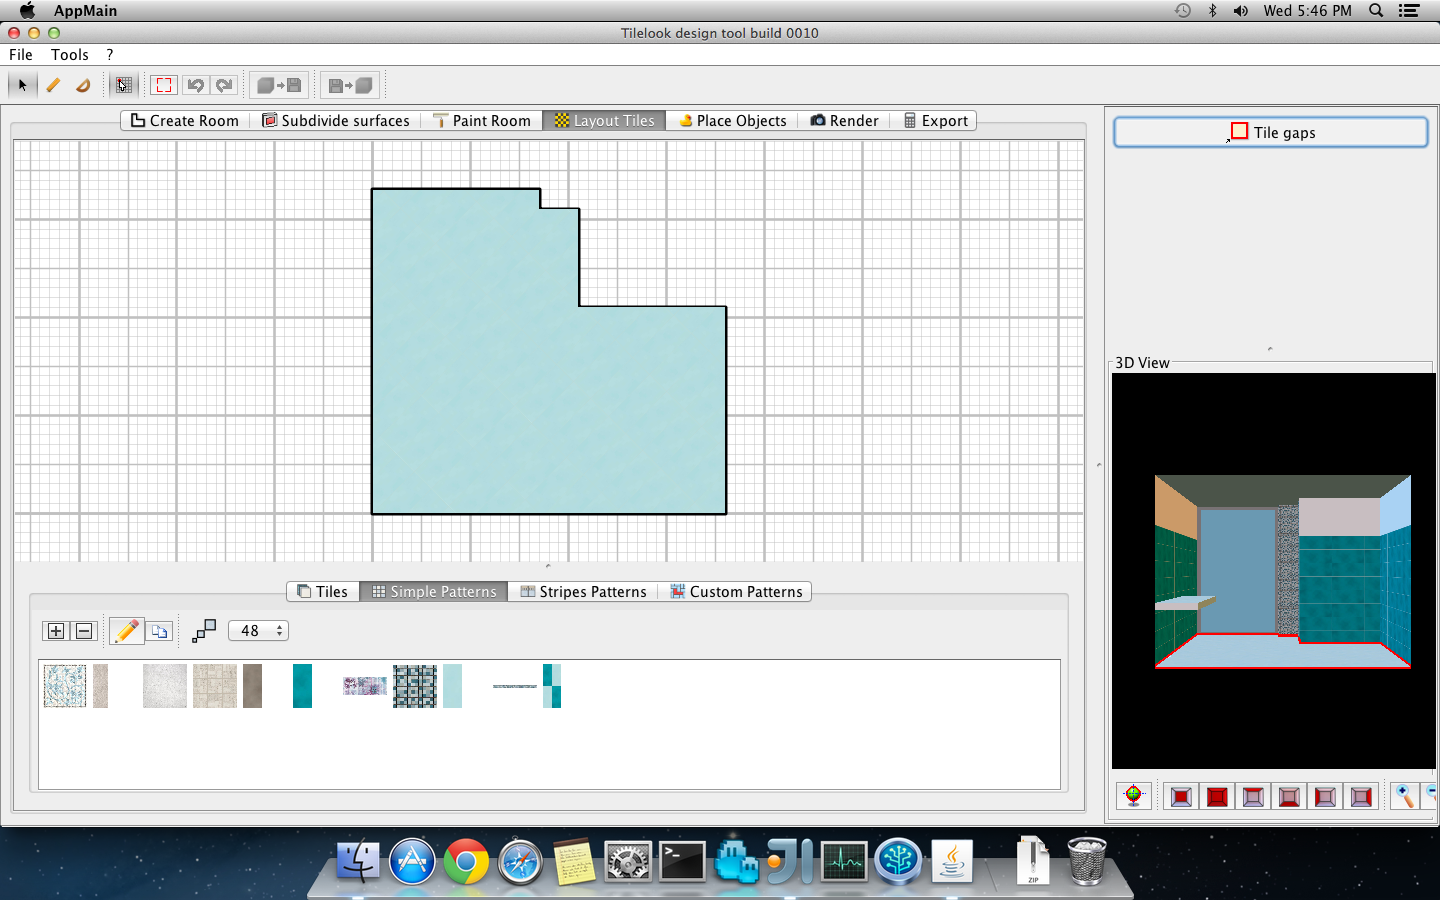 AppMain
Wed 5:46 PM
Tilelook design tool build 0010
File Tools ?
Create Room Subdivide surfaces Paint Room Layout Tiles Place Objects Render Export
Tile gaps
3D View
Tiles Simple Patterns Stripes Patterns Custom Patterns
48
ZIP